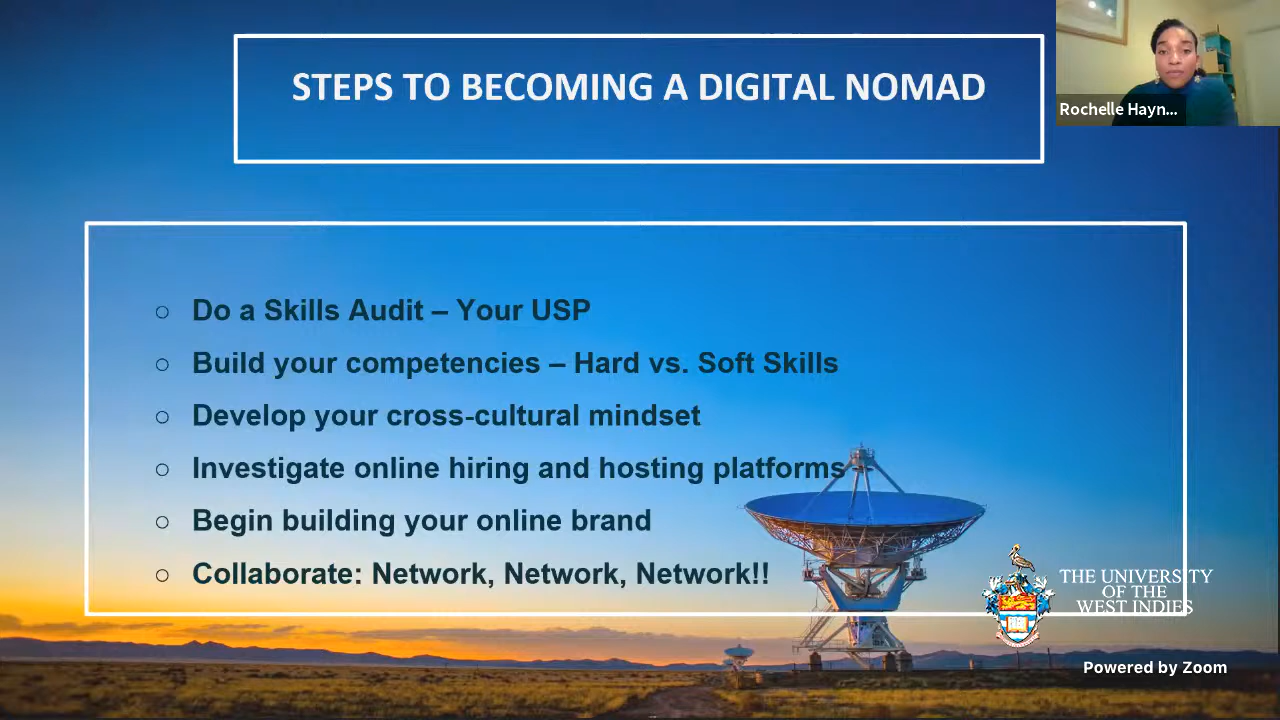 STEPS TO BECOMING A DIGITAL NOMAD
Rochelle Hayn...
○ Do a Skills Audit – Your USP
○ Build your competencies – Hard vs. Soft Skills
○ Develop your cross-cultural mindset
○ Investigate online hiring and hosting platforms
○ Begin building your online brand
○ Collaborate: Network, Network, Network!!
THE UNIVERSITY
OF THE
WEST INDIES
Powered by Zoom